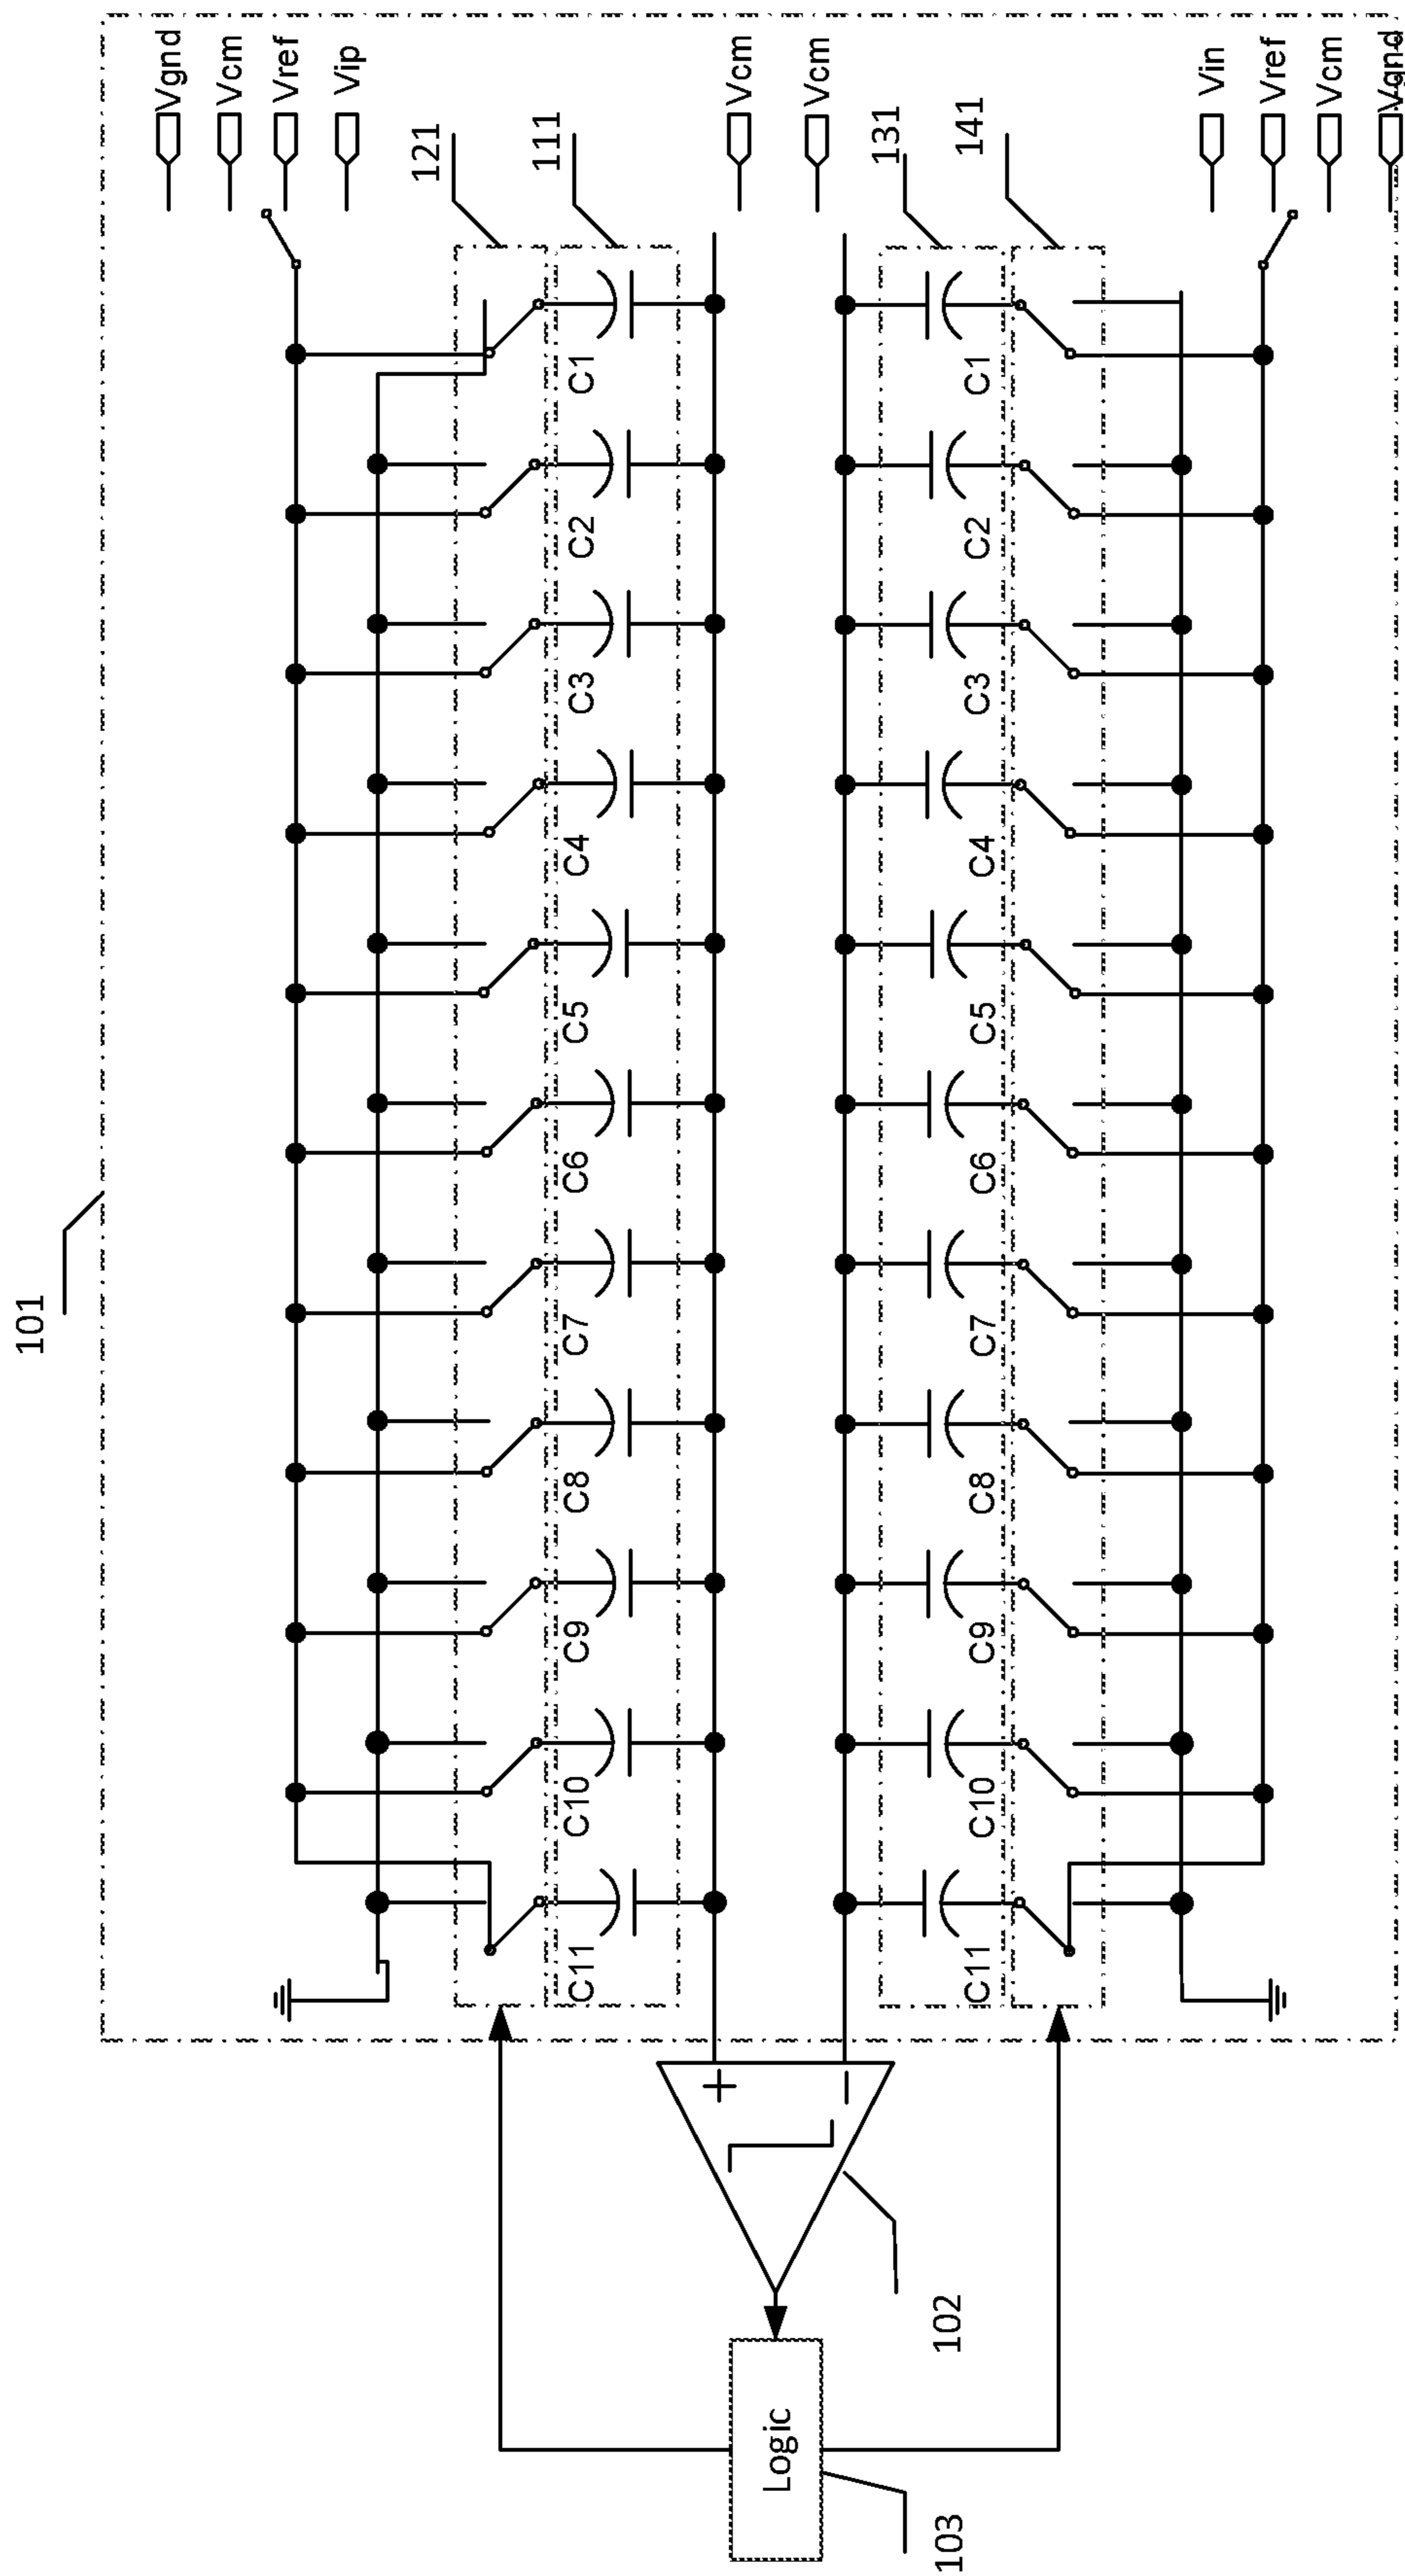 101
Vgnd
Vcm
Vref
Vip
121
111
Vcm
Vcm
131
141
Vin
Vref
Vcm
Vgnd
C1
C2
C3
C4
C5
C6
C7
C8
C9
C10
C11
C1
C2
C3
C4
C5
C6
C7
C8
C9
C10
C11
+
−
102
Logic
103